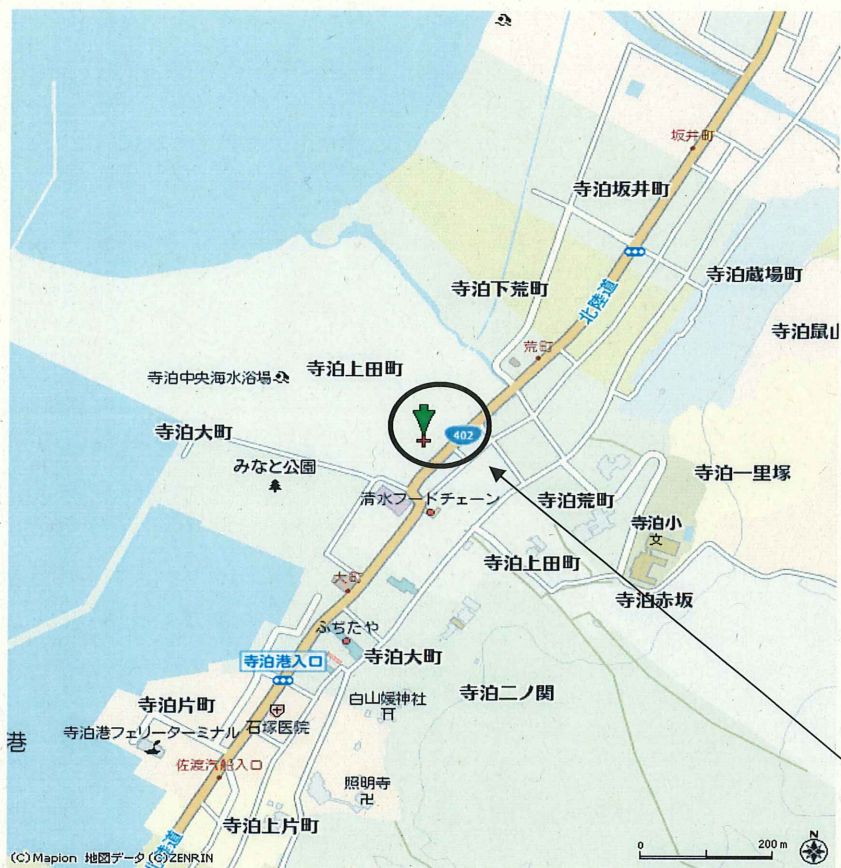 坂井町
寺泊坂井町
寺泊蔵場町
寺泊下荒町
北陸道
寺泊鼠山
荒町
寺泊上田町
寺泊中央海水浴場
402
寺泊大町
みなと公園
寺泊一里塚
清水フードチェーン
寺泊荒町
寺泊小
文
寺泊上田町
大町
寺泊赤坂
ふぢたや
寺泊港入口
寺泊大町
寺泊二ノ関
白山媛神社
寺泊片町
石塚医院
寺泊港フェリーターミナル
港
佐渡汽船入口
照明寺
卍
寺泊上片町
北陸道
0 200 m
N
(C)Mapion 地図データ (C)ZENRIN